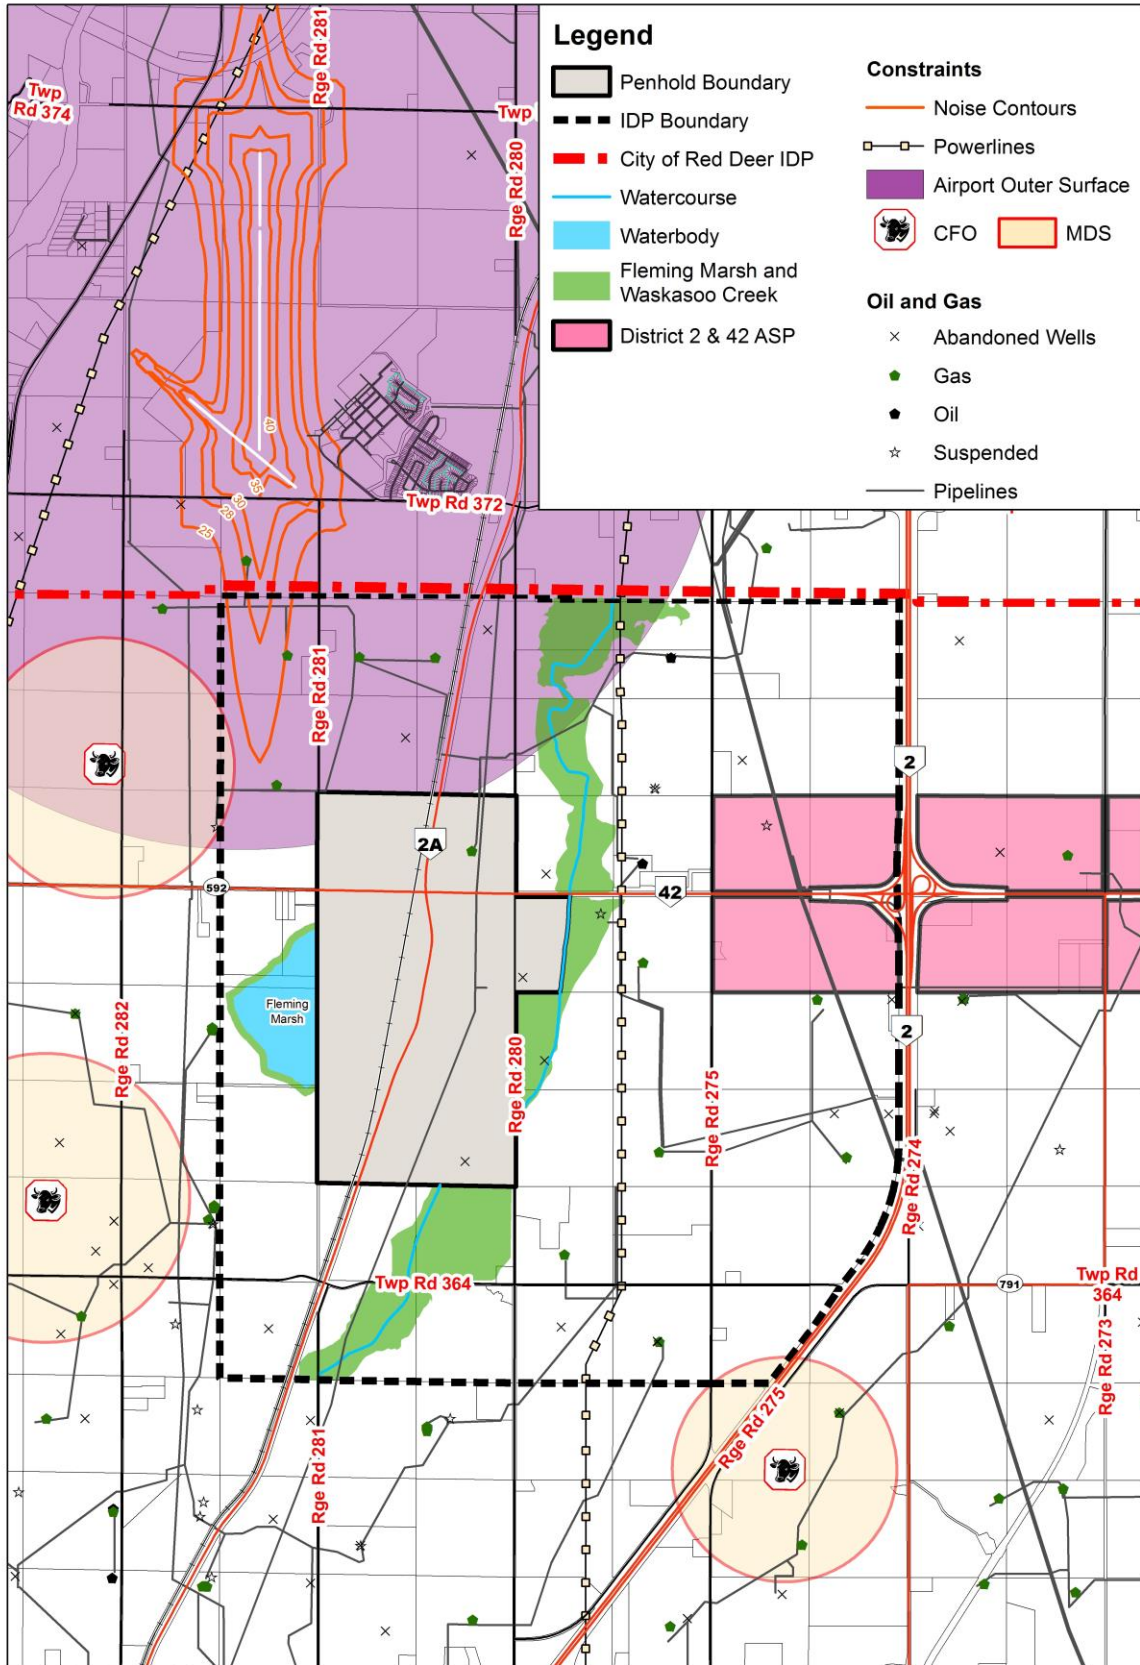 Legend
Penhold Boundary
IDP Boundary
City of Red Deer IDP
Watercourse
Waterbody
Fleming Marsh and
Waskasoo Creek
District 2 & 42 ASP
Constraints
Noise Contours
Powerlines
Airport Outer Surface
CFO
MDS
Oil and Gas
Abandoned Wells
Gas
Oil
Suspended
Pipelines
Rge Rd 281
Twp
Rd 374
Twp
Rge Rd 280
40
35
30
28
25
Twp Rd 372
Rge Rd 281
2
2A
592
42
Fleming
Marsh
Rge Rd 282
2
Rge Rd 280
Rge Rd 275
Rge Rd 274
Twp Rd 364
791
Twp Rd
364
Rge Rd 273
Rge Rd 275
Rge Rd 281